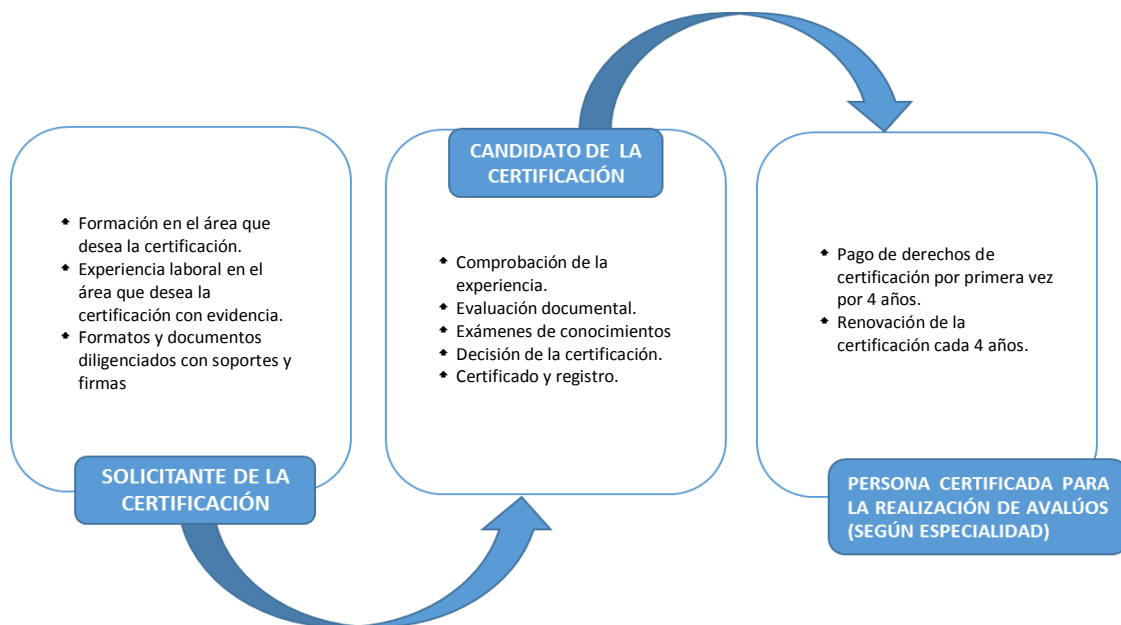 Formación en el área que
desea la certificación.
Experiencia laboral en el
área que desea la
certificación con evidencia.
Formatos y documentos
diligenciados con soportes y
firmas
SOLICITANTE DE LA
CERTIFICACIÓN
CANDIDATO DE LA
CERTIFICACIÓN
Comprobación de la
experiencia.
Evaluación documental.
Exámenes de conocimientos
Decisión de la certificación.
Certificado y registro.
Pago de derechos de
certificación por primera vez
por 4 años.
Renovación de la
certificación cada 4 años.
PERSONA CERTIFICADA PARA
LA REALIZACIÓN DE AVALÚOS
(SEGÚN ESPECIALIDAD)